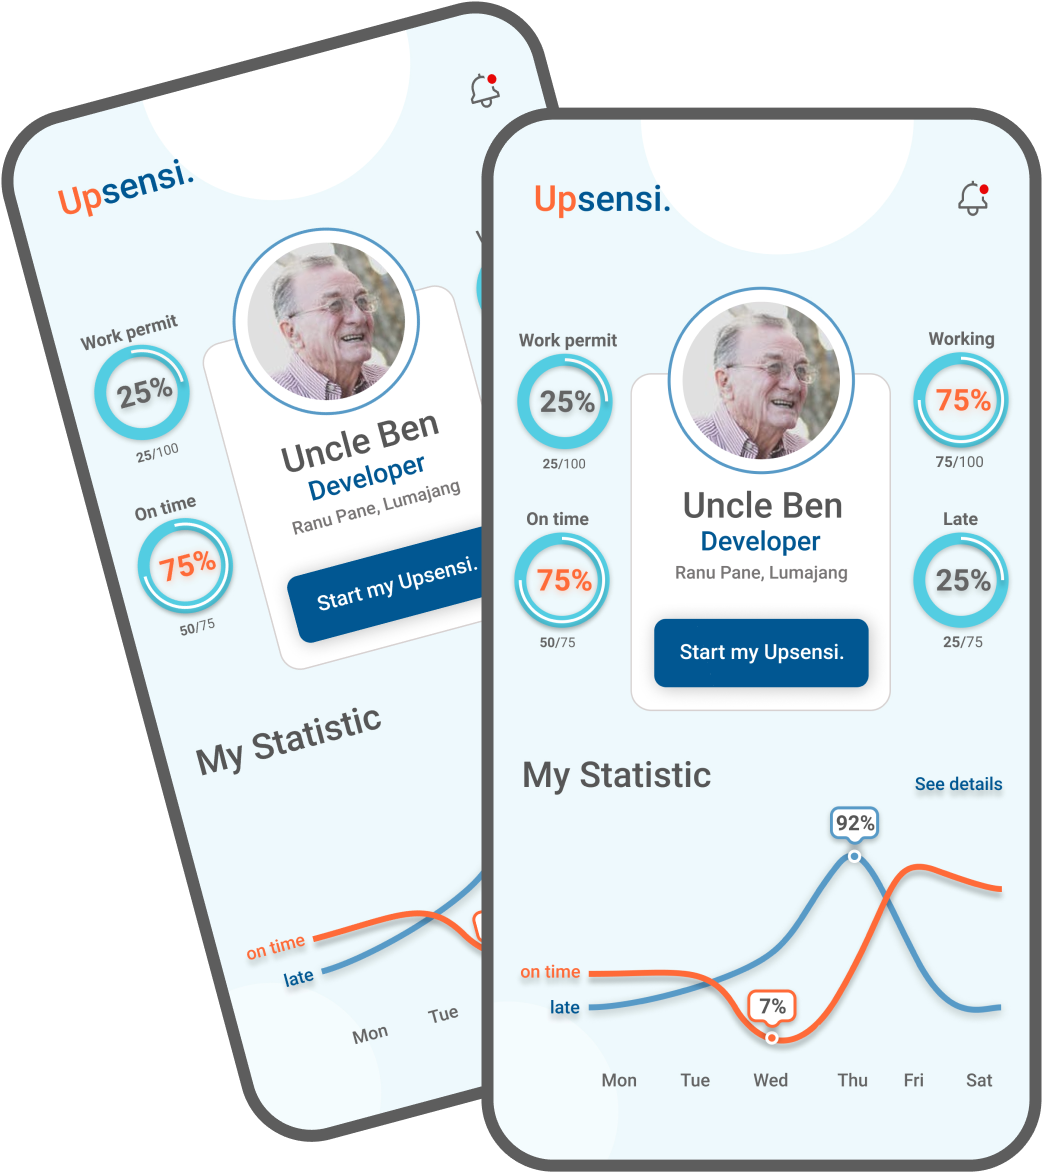 Upsensi.
Work permit
25%
25/100
On time
75%
50/75
Uncle Ben
Developer
Ranu Pane, Lumajang
Start my Upsensi.
My Statistic
on time
late
Mon
Tue
Upsensi.
Work permit
25%
25/100
On time
75%
50/75
Uncle Ben
Developer
Ranu Pane, Lumajang
Start my Upsensi.
Working
75%
75/100
Late
25%
25/75
My Statistic
See details
92%
on time
late
7%
Mon Tue Wed Thu Fri Sat